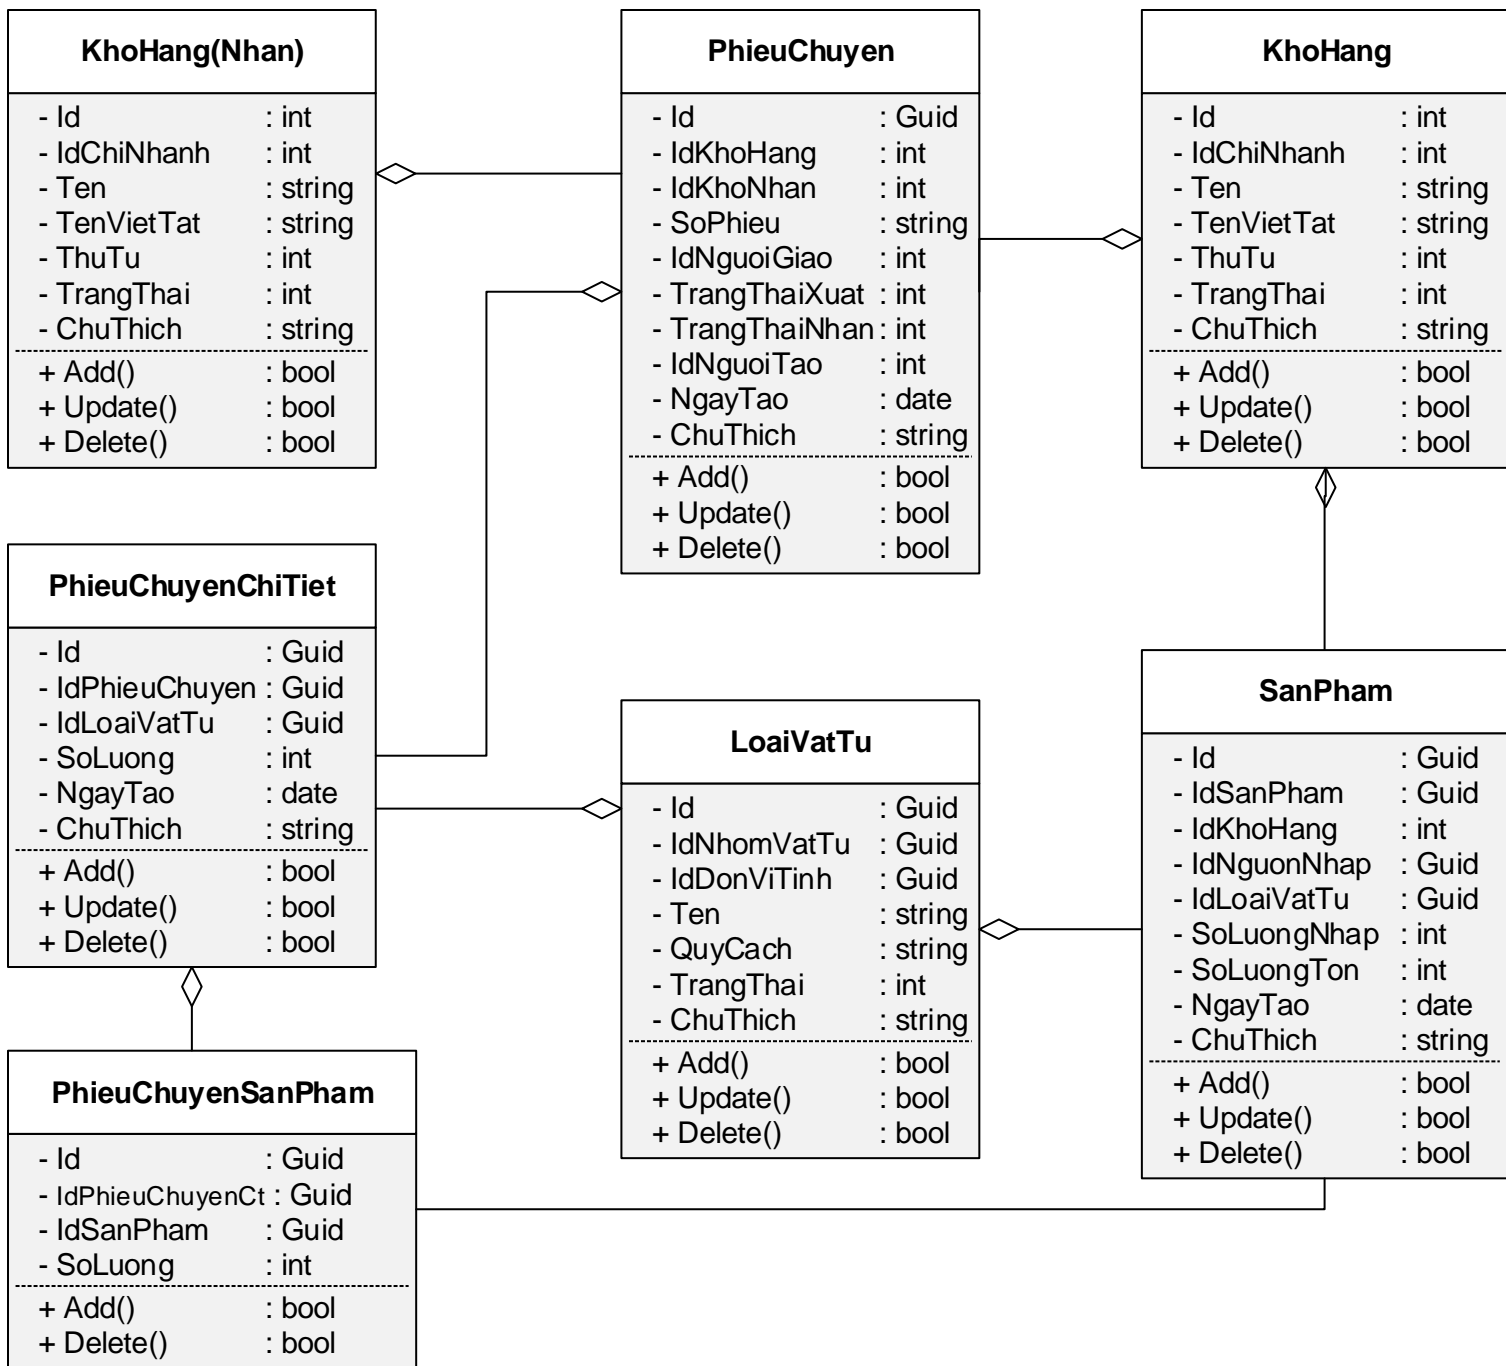 KhoHang(Nhan)
- Id : int
- IdChiNhanh : int
- Ten : string
- TenVietTat : string
- ThuTu : int
- TrangThai : int
- ChuThich : string
+ Add() : bool
+ Update() : bool
+ Delete() : bool
PhieuChuyen
- Id : Guid
- IdKhoHang : int
- IdKhoNhan : int
- SoPhieu : string
- IdNguoiGiao : int
- TrangThaiXuat : int
- TrangThaiNhan : int
- IdNguoiTao : int
- NgayTao : date
- ChuThich : string
+ Add() : bool
+ Update() : bool
+ Delete() : bool
KhoHang
- Id : int
- IdChiNhanh : int
- Ten : string
- TenVietTat : string
- ThuTu : int
- TrangThai : int
- ChuThich : string
+ Add() : bool
+ Update() : bool
+ Delete() : bool
PhieuChuyenChiTiet
- Id : Guid
- IdPhieuChuyen : Guid
- IdLoaiVatTu : Guid
- SoLuong : int
- NgayTao : date
- ChuThich : string
+ Add() : bool
+ Update() : bool
+ Delete() : bool
LoaiVatTu
- Id : Guid
- IdNhomVatTu : Guid
- IdDonViTinh : Guid
- Ten : string
- QuyCach : string
- TrangThai : int
- ChuThich : string
+ Add() : bool
+ Update() : bool
+ Delete() : bool
SanPham
- Id : Guid
- IdSanPham : Guid
- IdKhoHang : int
- IdNguonNhap : Guid
- IdLoaiVatTu : Guid
- SoLuongNhap : int
- SoLuongTon : int
- NgayTao : date
- ChuThich : string
+ Add() : bool
+ Update() : bool
+ Delete() : bool
PhieuChuyenSanPham
- Id : Guid
- IdPhieuChuyenCt : Guid
- IdSanPham : Guid
- SoLuong : int
+ Add() : bool
+ Delete() : bool